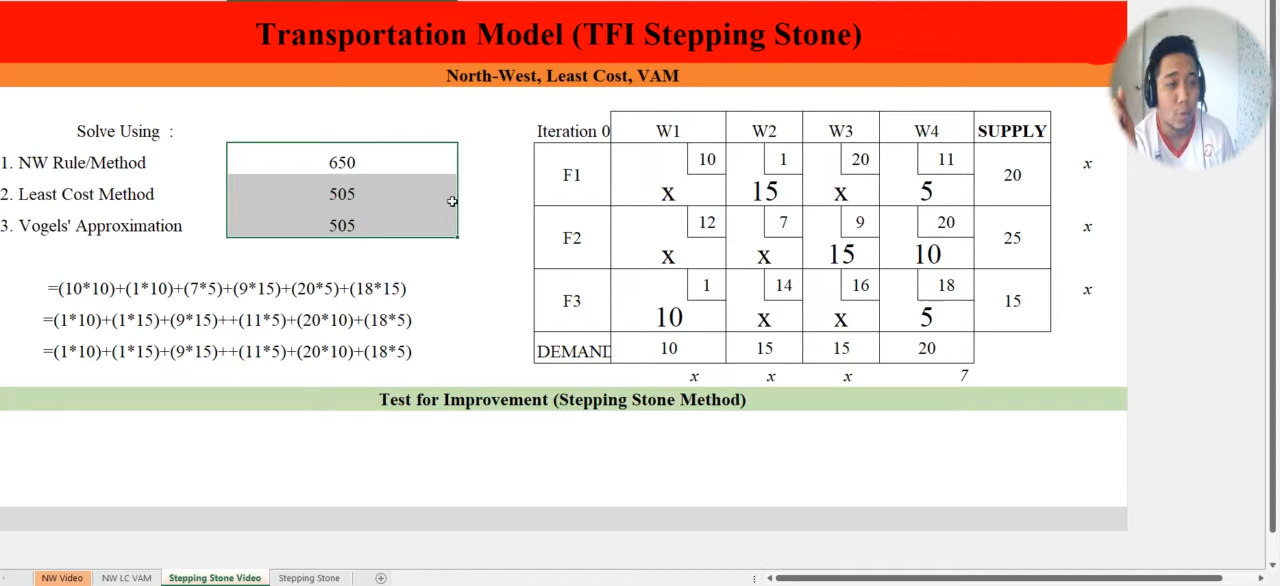 Transportation Model (TFI Stepping Stone)
North-West, Least Cost, VAM
Solve Using :
1. NW Rule/Method 650
2. Least Cost Method 505
3. Vogels' Approximation 505
=(10*10)+(1*10)+(7*5)+(9*15)+(20*5)+(18*15)
=(1*10)+(1*15)+(9*15)++(11*5)+(20*10)+(18*5)
=(1*10)+(1*15)+(9*15)++(11*5)+(20*10)+(18*5)
Iteration 0 W1 W2 W3 W4 SUPPLY
10 1 20 11
F1 20 x
x 15 x 5
12 7 9 20
F2 25 x
x x 15 10
1 14 16 18
F3 15 x
10 x x 5
DEMAND 10 15 15 20
x x x 7
Test for Improvement (Stepping Stone Method)
NW Video NW LC VAM Stepping Stone Video Stepping Stone